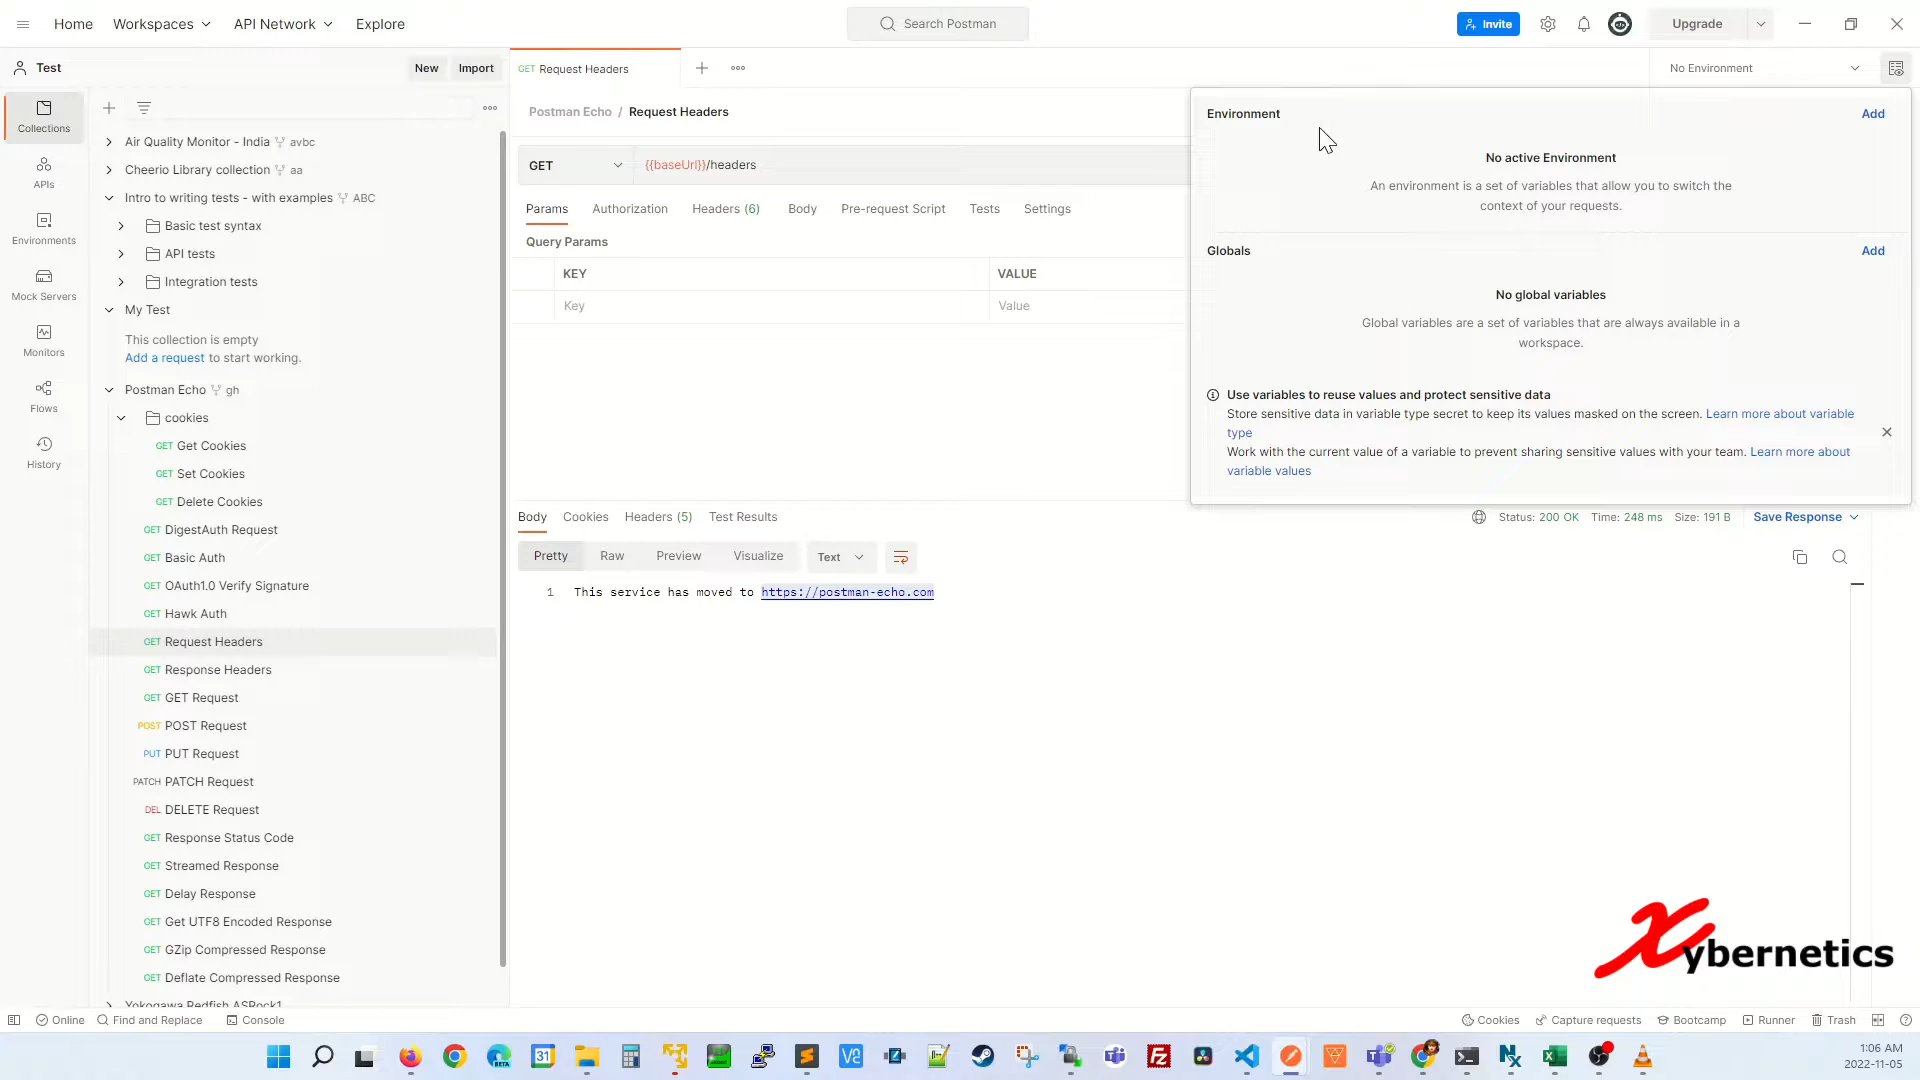 Home
Workspaces
API Network
Explore
Search Postman
Invite
Upgrade
Test
New
Import
GET Request Headers
No Environment
Collections
APIs
Environments
Mock Servers
Monitors
Flows
History
Air Quality Monitor - India avbc
Cheerio Library collection aa
Intro to writing tests - with examples ABC
Basic test syntax
API tests
Integration tests
My Test
This collection is empty
Add a request to start working.
Postman Echo gh
cookies
GET Get Cookies
GET Set Cookies
GET Delete Cookies
GET DigestAuth Request
GET Basic Auth
GET OAuth1.0 Verify Signature
GET Hawk Auth
GET Request Headers
GET Response Headers
GET GET Request
POST POST Request
PUT PUT Request
PATCH PATCH Request
DEL DELETE Request
GET Response Status Code
GET Streamed Response
GET Delay Response
GET Get UTF8 Encoded Response
GET GZip Compressed Response
GET Deflate Compressed Response
Yokogawa Redfish ASRock1
Postman Echo / Request Headers
GET
{{baseUrl}}/headers
Params
Authorization
Headers (6)
Body
Pre-request Script
Tests
Settings
Query Params
KEY
VALUE
Key
Value
Environment
Add
No active Environment
An environment is a set of variables that allow you to switch the
context of your requests.
Globals
Add
No global variables
Global variables are a set of variables that are always available in a
workspace.
Use variables to reuse values and protect sensitive data
Store sensitive data in variable type secret to keep its values masked on the screen. Learn more about variable
type
Work with the current value of a variable to prevent sharing sensitive values with your team. Learn more about
variable values
Body
Cookies
Headers (5)
Test Results
Status: 200 OK
Time: 248 ms
Size: 191 B
Save Response
Pretty
Raw
Preview
Visualize
Text
1
This service has moved to https://postman-echo.com
Xybernetics
Online
Find and Replace
Console
Cookies
Capture requests
Bootcamp
Runner
Trash
BETA
31
1:06 AM
2022-11-05